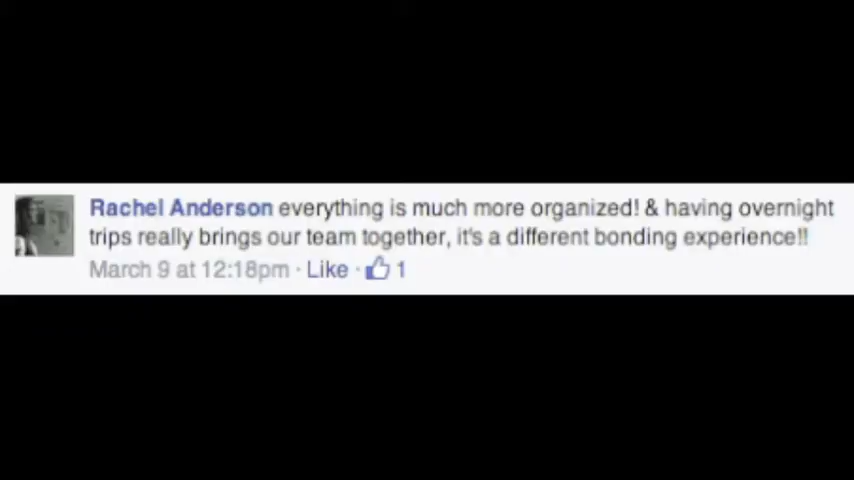 Rachel Anderson everything is much more organized! & having overnight
trips really brings our team together, it's a different bonding experience!!
March 9 at 12:18pm · Like · 1